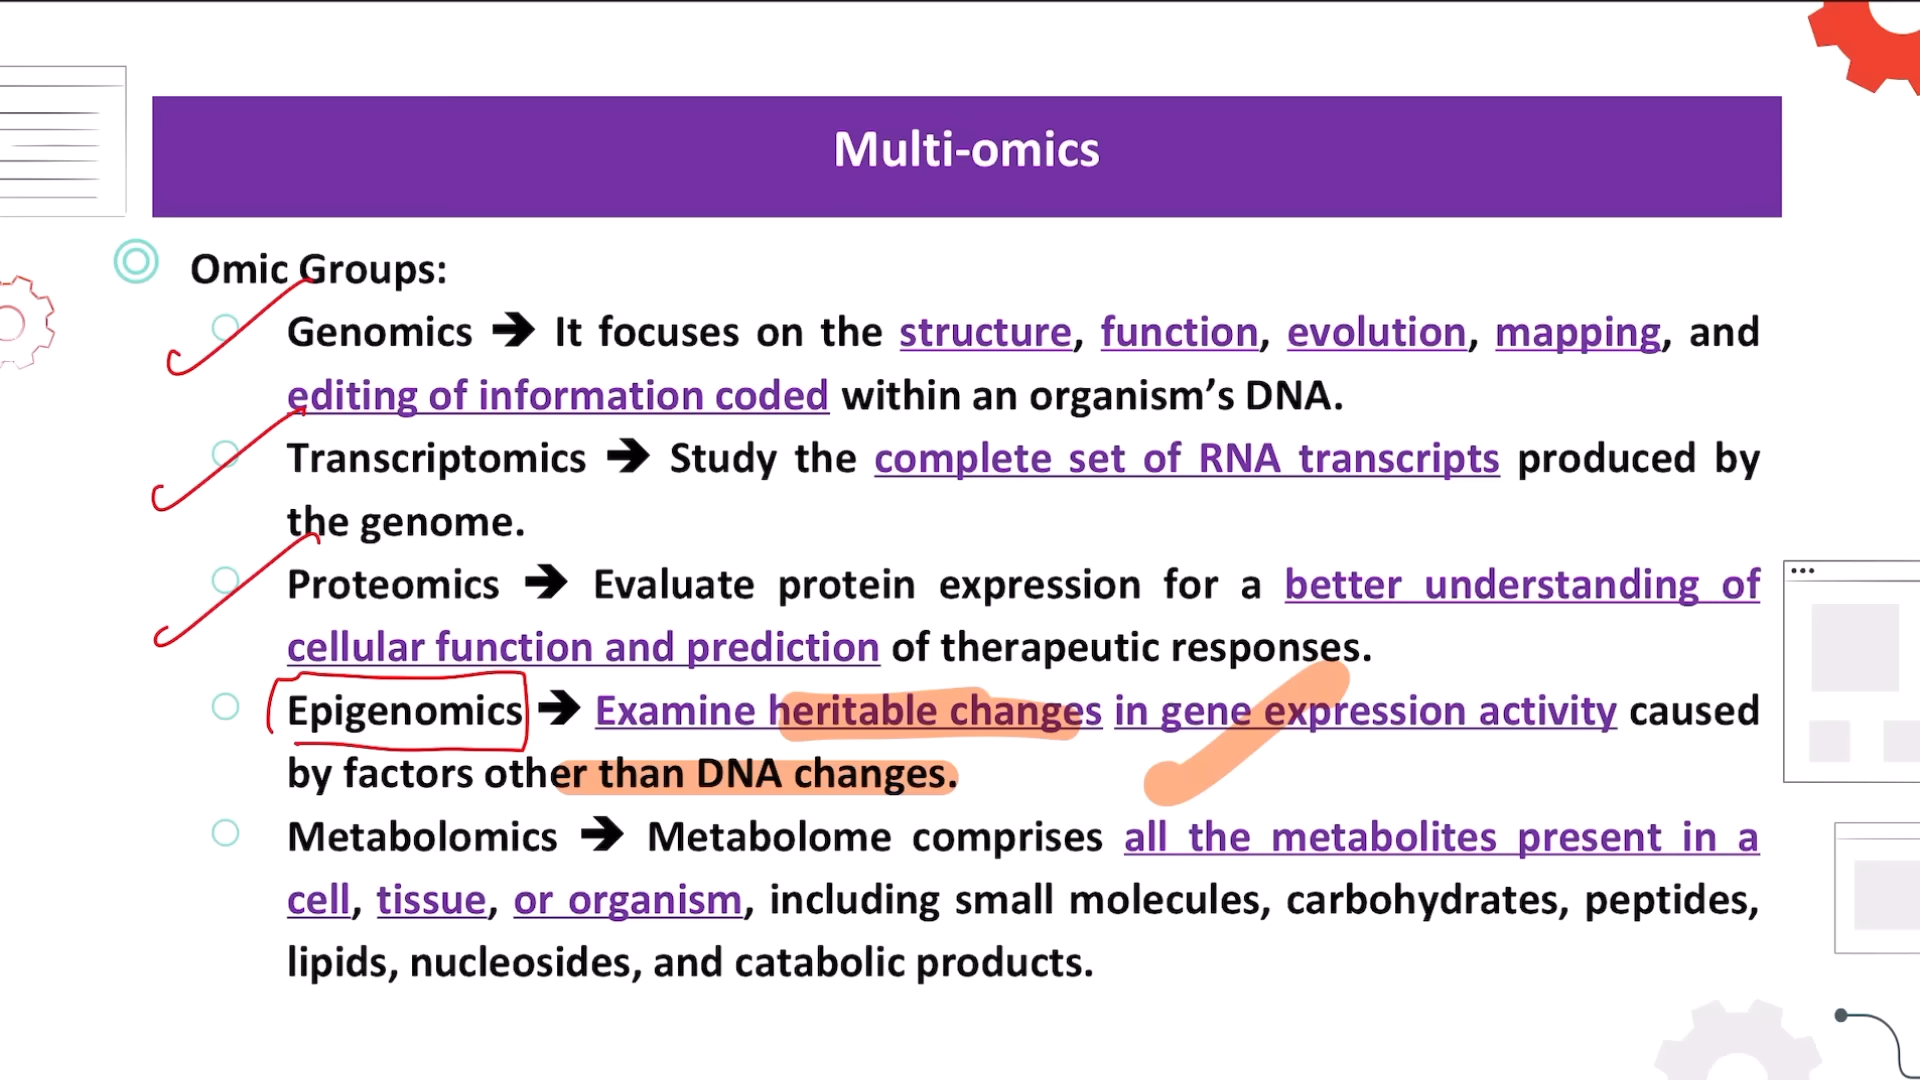 Multi-omics
Omic Groups:
Genomics ➔ It focuses on the structure, function, evolution, mapping, and
editing of information coded within an organism’s DNA.
Transcriptomics ➔ Study the complete set of RNA transcripts produced by
the genome.
Proteomics ➔ Evaluate protein expression for a better understanding of
cellular function and prediction of therapeutic responses.
Epigenomics ➔ Examine heritable changes in gene expression activity caused
by factors other than DNA changes.
Metabolomics ➔ Metabolome comprises all the metabolites present in a
cell, tissue, or organism, including small molecules, carbohydrates, peptides,
lipids, nucleosides, and catabolic products.